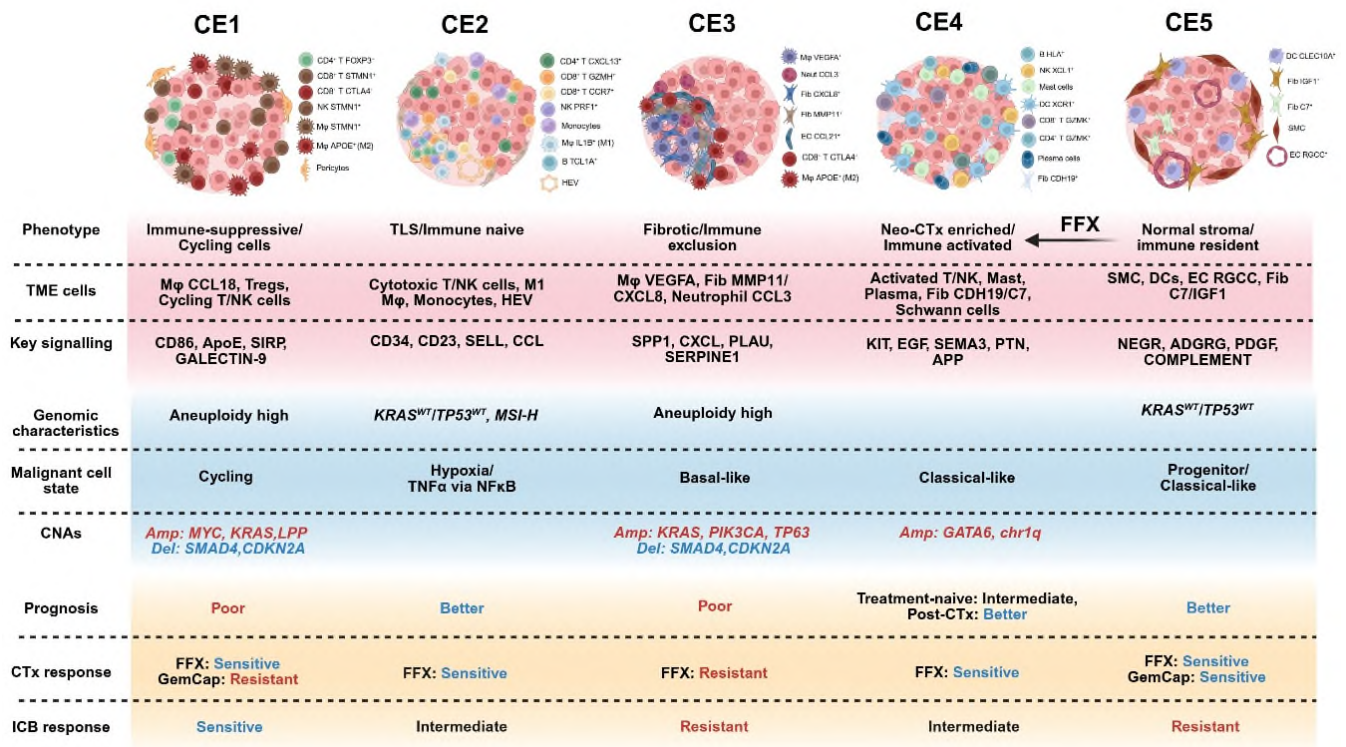 CE1
CE2
CE3
CE4
CE5
CD4⁺ T FOXP3⁻
CD8⁺ T STMN1⁺
CD8⁻ T CTLA4
NK STMN1⁺
Mφ STMN1⁺
Mφ APOE⁺ (M2)
Pericytes
CD4⁺ T CXCL13⁺
CD8⁺ T GZMH⁺
CD8⁺ T CCR7⁺
NK PRF1⁺
Monocytes
Mφ IL1B⁺ (M1)
B TCL1A⁺
HEV
Mφ VEGFA⁺
Neut CCL3
Fib CXCL8⁺
Fib MMP11⁺
EC CCL21⁺
CD8⁻ T CTLA4⁻
Mφ APOE⁺ (M2)
B HLA⁺
NK XCL1⁺
Mast cells
DC XCR1⁺
CD8⁻ T GZMK⁺
CD4⁻ T GZMK⁺
Plasma cells
Fib CDH19⁺
DC CLEC10A⁺
Fib IGF1⁺
Fib C7⁺
SMC
EC RGCC⁺
Phenotype
Immune-suppressive/
Cycling cells
TLS/Immune naive
Fibrotic/Immune
exclusion
Neo-CTx enriched/
Immune activated
FFX
Normal stroma/
immune resident
TME cells
Mφ CCL18, Tregs,
Cycling T/NK cells
Cytotoxic T/NK cells, M1
Mφ, Monocytes, HEV
Mφ VEGFA, Fib MMP11/
CXCL8, Neutrophil CCL3
Activated T/NK, Mast,
Plasma, Fib CDH19/C7,
Schwann cells
SMC, DCs, EC RGCC, Fib
C7/IGF1
Key signalling
CD86, ApoE, SIRP,
GALECTIN-9
CD34, CD23, SELL, CCL
SPP1, CXCL, PLAU,
SERPINE1
KIT, EGF, SEMA3, PTN,
APP
NEGR, ADGRG, PDGF,
COMPLEMENT
Genomic
characteristics
Aneuploidy high
KRASᵂᵀ/TP53ᵂᵀ, MSI-H
Aneuploidy high
KRASᵂᵀ/TP53ᵂᵀ
Malignant cell
state
Cycling
Hypoxia/
TNFα via NFκB
Basal-like
Classical-like
Progenitor/
Classical-like
CNAs
Amp: MYC, KRAS,LPP
Del: SMAD4,CDKN2A
Amp: KRAS, PIK3CA, TP63
Del: SMAD4,CDKN2A
Amp: GATA6, chr1q
Prognosis
Poor
Better
Poor
Treatment-naive: Intermediate,
Post-CTx: Better
Better
CTx response
FFX: Sensitive
GemCap: Resistant
FFX: Sensitive
FFX: Resistant
FFX: Sensitive
FFX: Sensitive
GemCap: Sensitive
ICB response
Sensitive
Intermediate
Resistant
Intermediate
Resistant